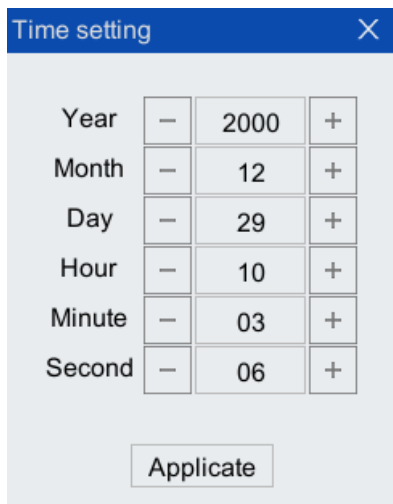 Time setting
Year - 2000 +
Month - 12 +
Day - 29 +
Hour - 10 +
Minute - 03 +
Second - 06 +
Applicate